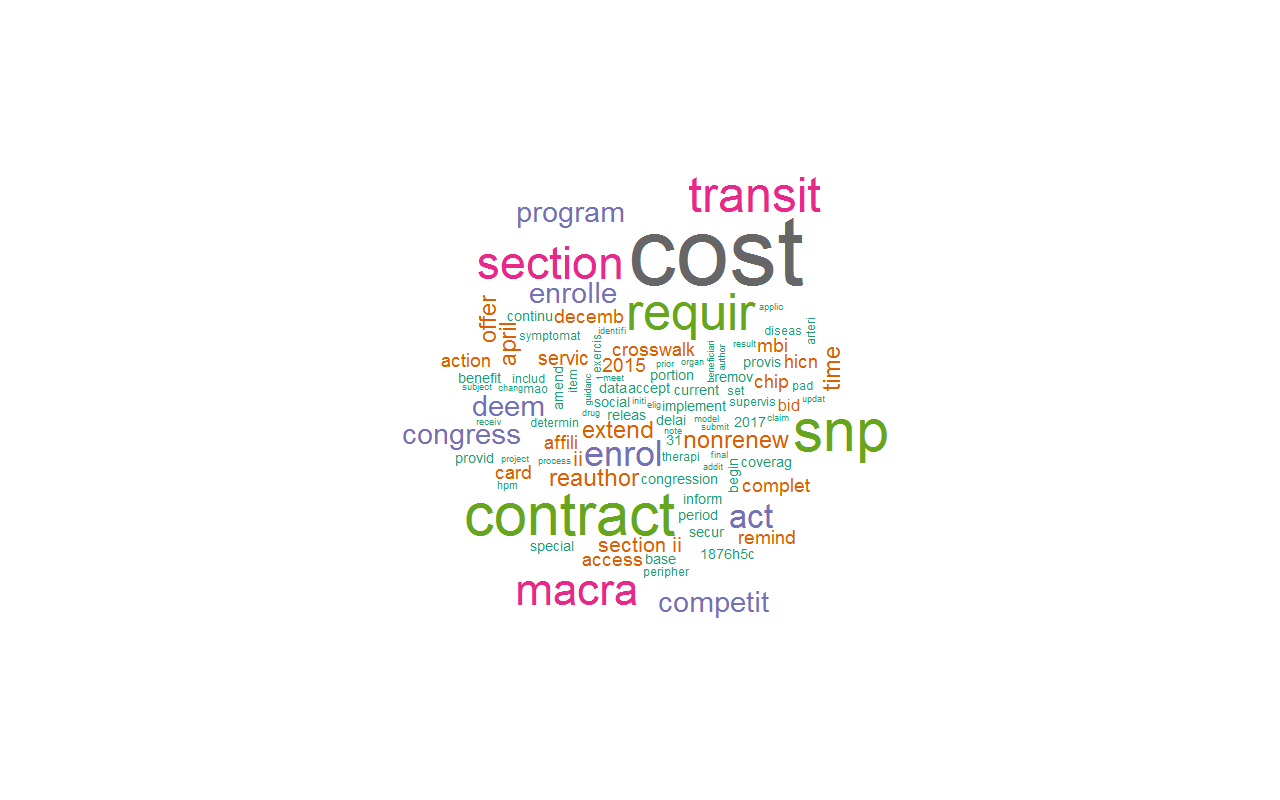 transit
program
cost
section
enrolle
requir
applic
offer
continu
decemb
april
symptomat
identifi
diseas
arteri
exercis
action
servic
crosswalk
beneficiari
author
result
mbi
2015
prior
organ
provis
hicn
time
benefit
includ
amend
item
guidanc
meet
portion
remov
chip
pad
subject
chang
mao
data
accept
current
set
deem
social
initi
elig
implement
supervis
bid
updat
receiv
determin
drug
releas
delai
model
submit
2017
claim
congress
affili
extend
note
31
nonrenew
snp
provid
project
process
ii
enrol
therapi
final
addit
begin
coverag
card
hpm
reauthor
congression
complet
contract
inform
period
act
secur
remind
special
section ii
access
base
1876h5c
peripher
macra
competit